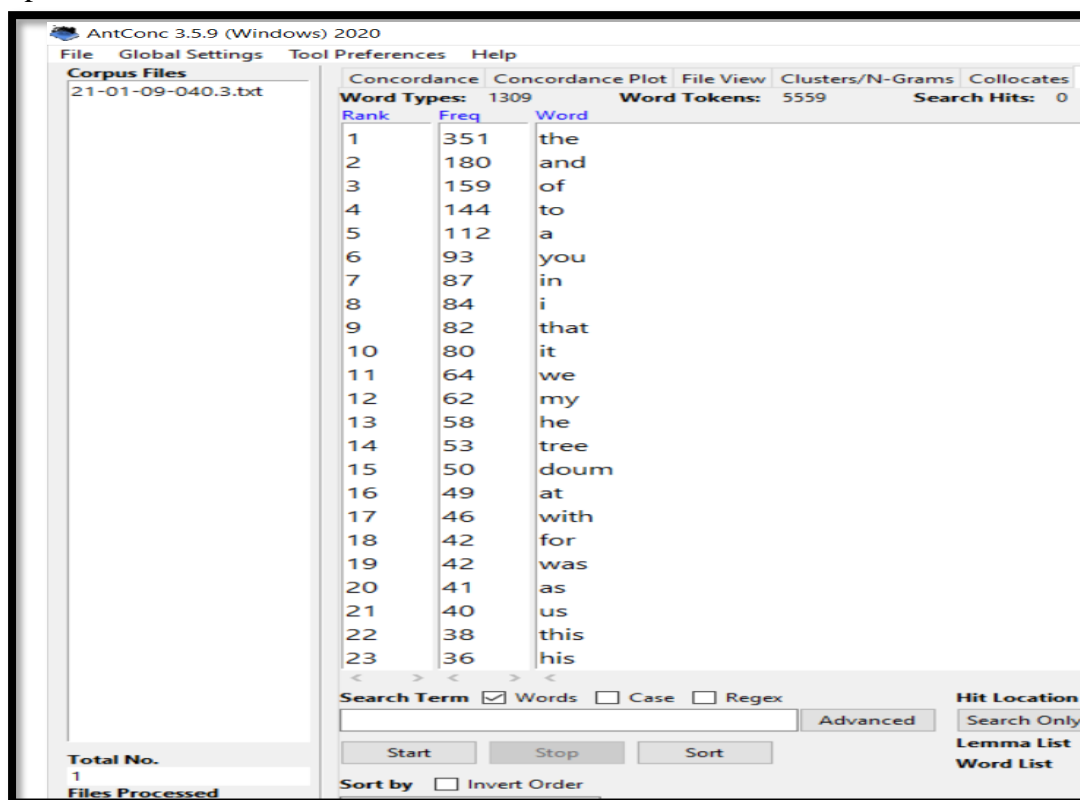 AntConc 3.5.9 (Windows) 2020
File Global Settings Tool Preferences Help
Corpus Files
21-01-09-040.3.txt
Concordance Concordance Plot File View Clusters/N-Grams Collocates
Word Types: 1309 Word Tokens: 5559 Search Hits: 0
Rank Freq Word
1 351 the
2 180 and
3 159 of
4 144 to
5 112 a
6 93 you
7 87 in
8 84 i
9 82 that
10 80 it
11 64 we
12 62 my
13 58 he
14 53 tree
15 50 doum
16 49 at
17 46 with
18 42 for
19 42 was
20 41 as
21 40 us
22 38 this
23 36 his
Search Term Words Case Regex Hit Location
Advanced Search Only
Start Stop Sort Lemma List
Word List
Total No.
1
Files Processed
Sort by Invert Order